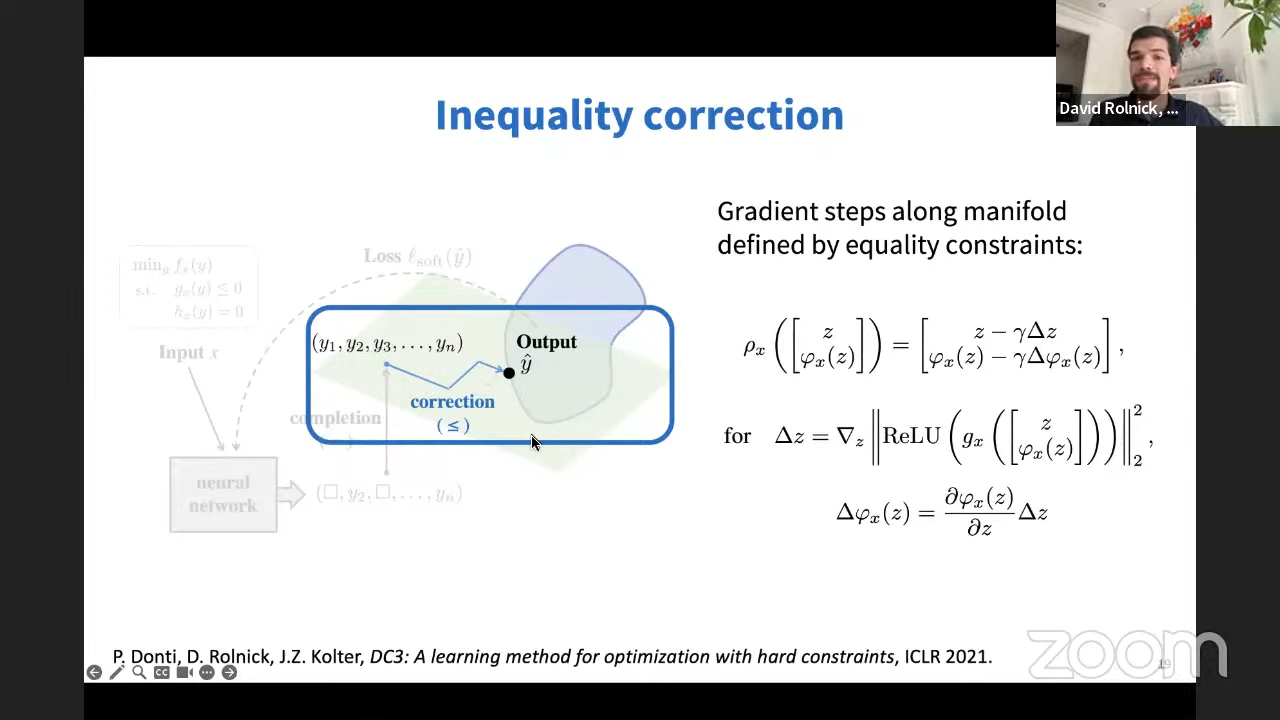 David Rolnick, ...
Inequality correction
Gradient steps along manifold
defined by equality constraints:
Loss ℓ_soft(ŷ)
min_y f_x(y)
s.t. g_x(y) ≤ 0
h_x(y) = 0
Input x
(y₁, y₂, y₃, . . . , yₙ)
Output
ŷ
correction
(≤)
completion
neural
network
(□, y₂, □, . . . , yₙ)
ρ_x([z; φ_x(z)]) = [z − γΔz; φ_x(z) − γΔφ_x(z)],
for Δz = ∇_z ‖ReLU(g_x([z; φ_x(z)]))‖₂²,
Δφ_x(z) = ∂φ_x(z)/∂z Δz
P. Donti, D. Rolnick, J.Z. Kolter, DC3: A learning method for optimization with hard constraints, ICLR 2021.
19
zoom